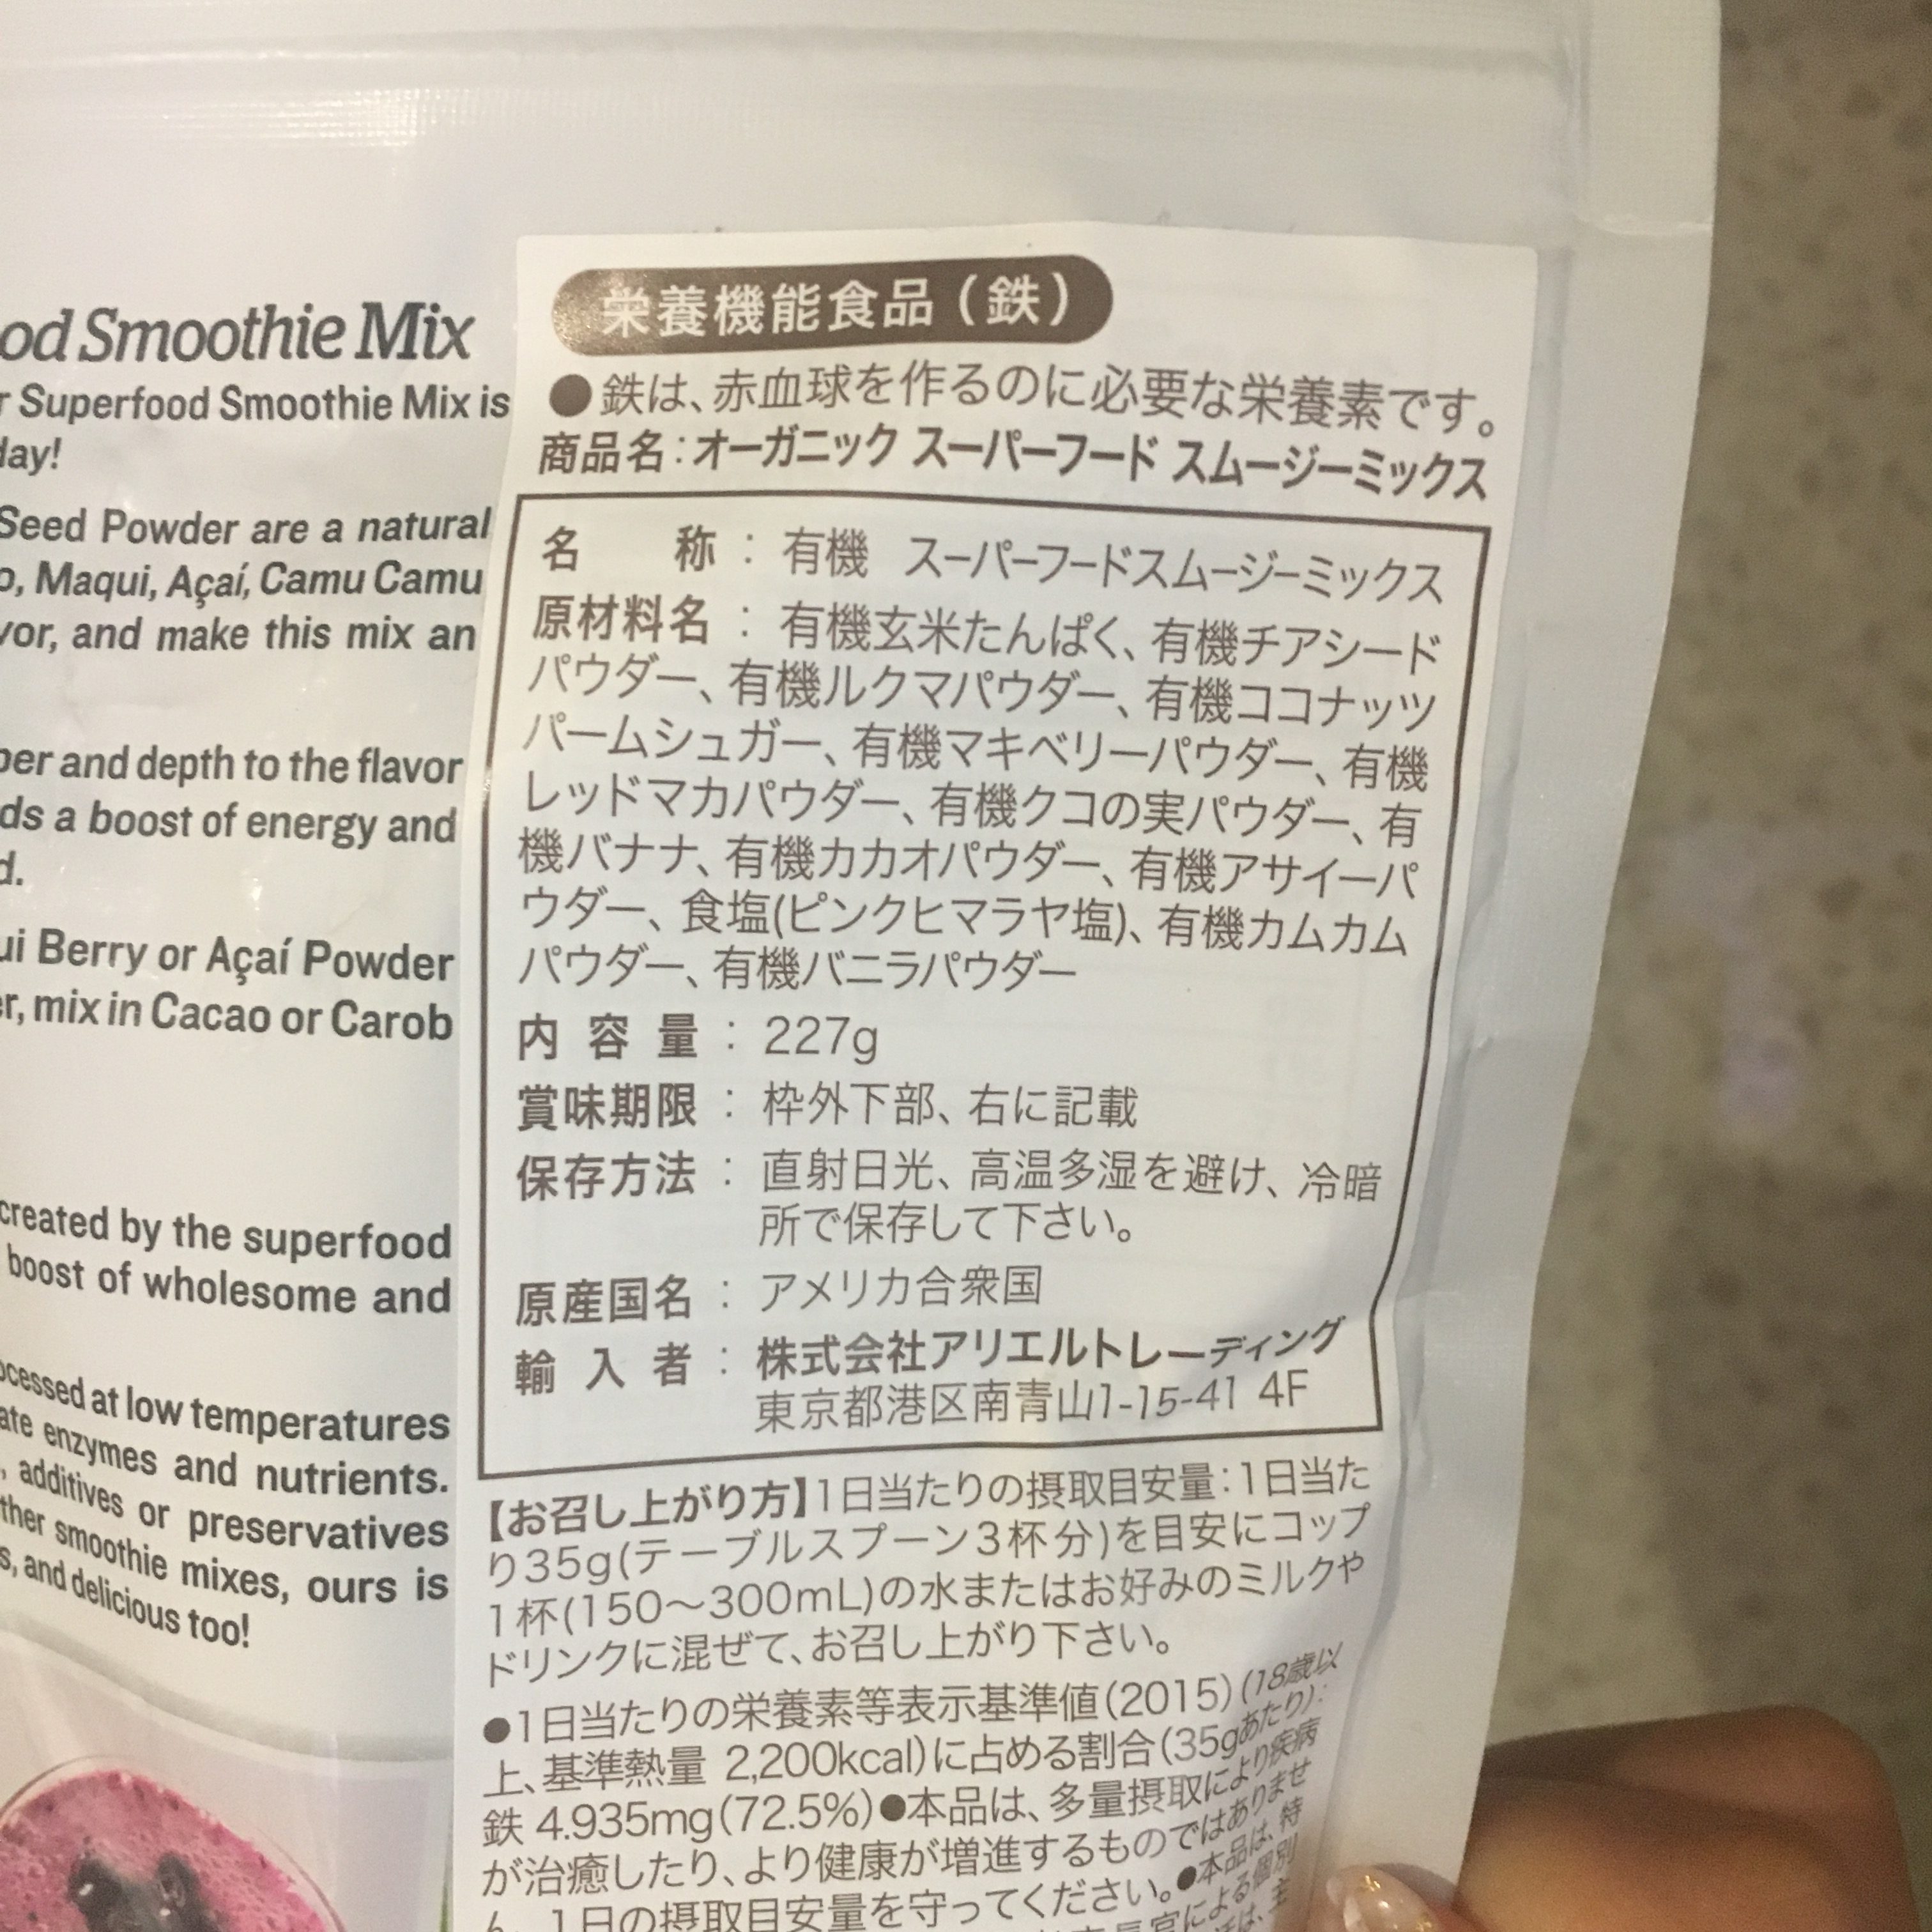 od Smoothie Mix
r Superfood Smoothie Mix is
day!
Seed Powder are a natural
o, Maqui, Açaí, Camu Camu
vor, and make this mix an
per and depth to the flavor
ds a boost of energy and
d.
ui Berry or Açaí Powder
er, mix in Cacao or Carob
created by the superfood
boost of wholesome and
ocessed at low temperatures
ate enzymes and nutrients.
, additives or preservatives
ther smoothie mixes, ours is
s, and delicious too!
栄養機能食品（鉄）
●鉄は、赤血球を作るのに必要な栄養素です。
商品名：オーガニック スーパーフード スムージーミックス
名　　称：有機　スーパーフードスムージーミックス
原材料名：有機玄米たんぱく、有機チアシード
パウダー、有機ルクマパウダー、有機ココナッツ
パームシュガー、有機マキベリーパウダー、有機
レッドマカパウダー、有機クコの実パウダー、有
機バナナ、有機カカオパウダー、有機アサイーパ
ウダー、食塩(ピンクヒマラヤ塩)、有機カムカム
パウダー、有機バニラパウダー
内 容 量：227g
賞味期限：枠外下部、右に記載
保存方法：直射日光、高温多湿を避け、冷暗
所で保存して下さい。
原産国名：アメリカ合衆国
輸 入 者：株式会社アリエルトレーディング
東京都港区南青山1-15-41 4F
【お召し上がり方】1日当たりの摂取目安量：1日当た
り35g(テーブルスプーン3杯分)を目安にコップ
1杯(150～300mL)の水またはお好みのミルクや
ドリンクに混ぜて、お召し上がり下さい。
●1日当たりの栄養素等表示基準値(2015)(18歳以
上、基準熱量 2,200kcal)に占める割合(35gあたり)：
鉄 4.935mg(72.5%)●本品は、多量摂取により疾病
が治癒したり、より健康が増進するものではありませ
ん。1日の摂取目安量を守ってください。●本品は、特
官による個別